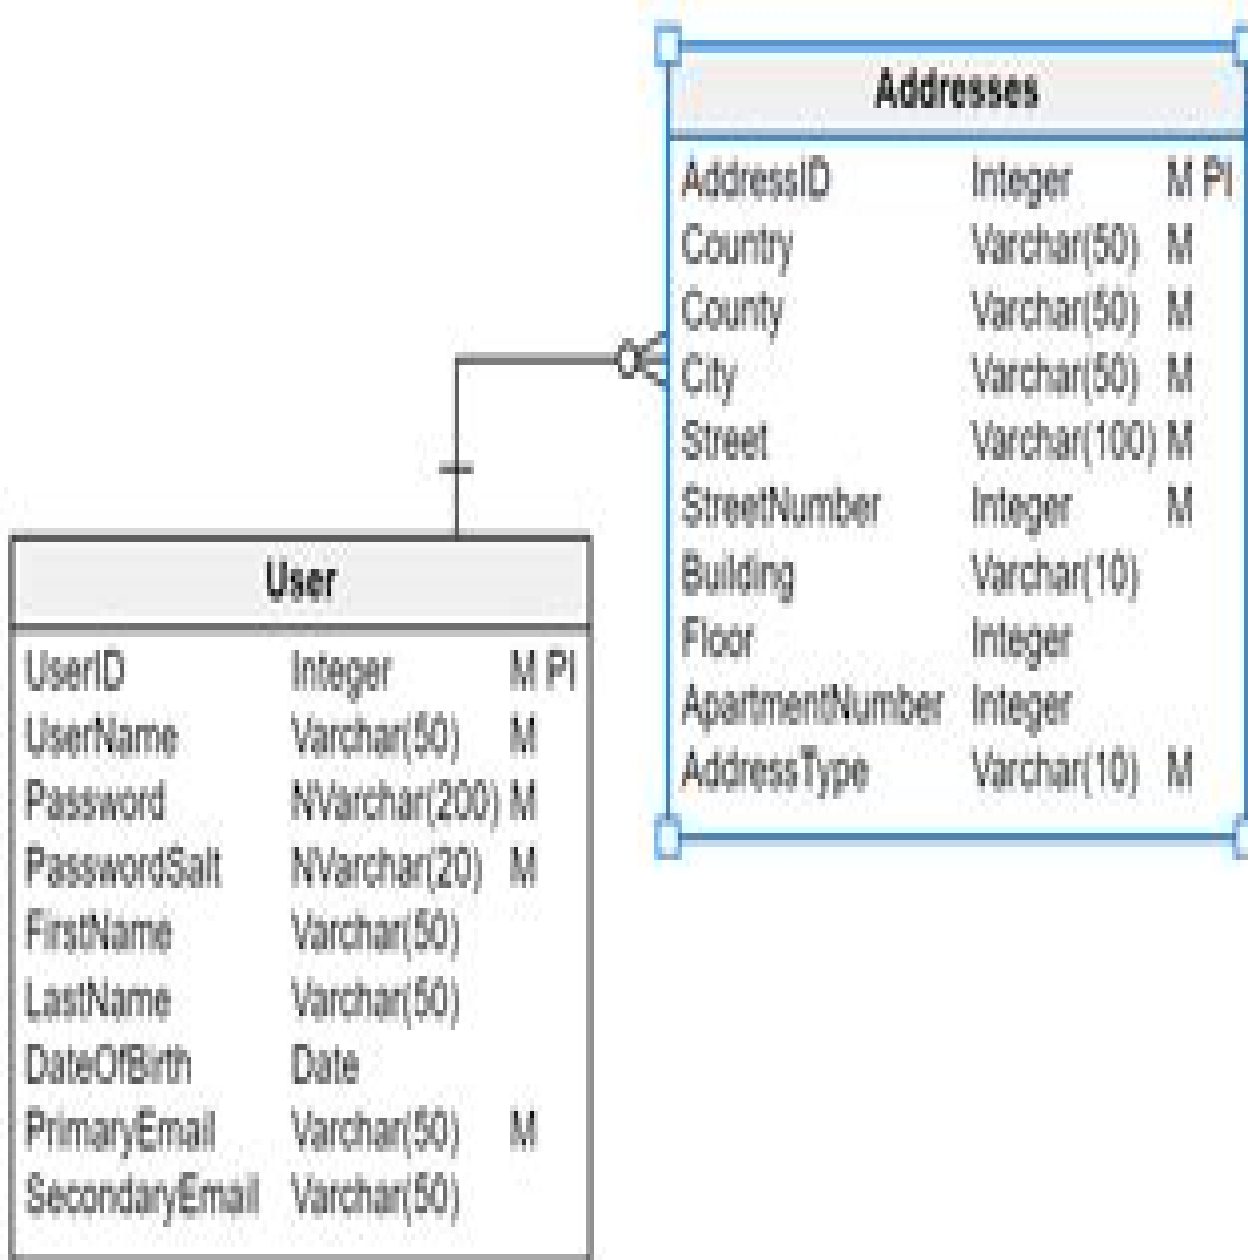 Addresses
AddressID Integer M PI
Country Varchar(50) M
County Varchar(50) M
City Varchar(50) M
Street Varchar(100) M
StreetNumber Integer M
Building Varchar(10)
Floor Integer
ApartmentNumber Integer
AddressType Varchar(10) M
User
UserID Integer M PI
UserName Varchar(50) M
Password NVarchar(200) M
PasswordSalt NVarchar(20) M
FirstName Varchar(50)
LastName Varchar(50)
DateOfBirth Date
PrimaryEmail Varchar(50) M
SecondaryEmail Varchar(50)